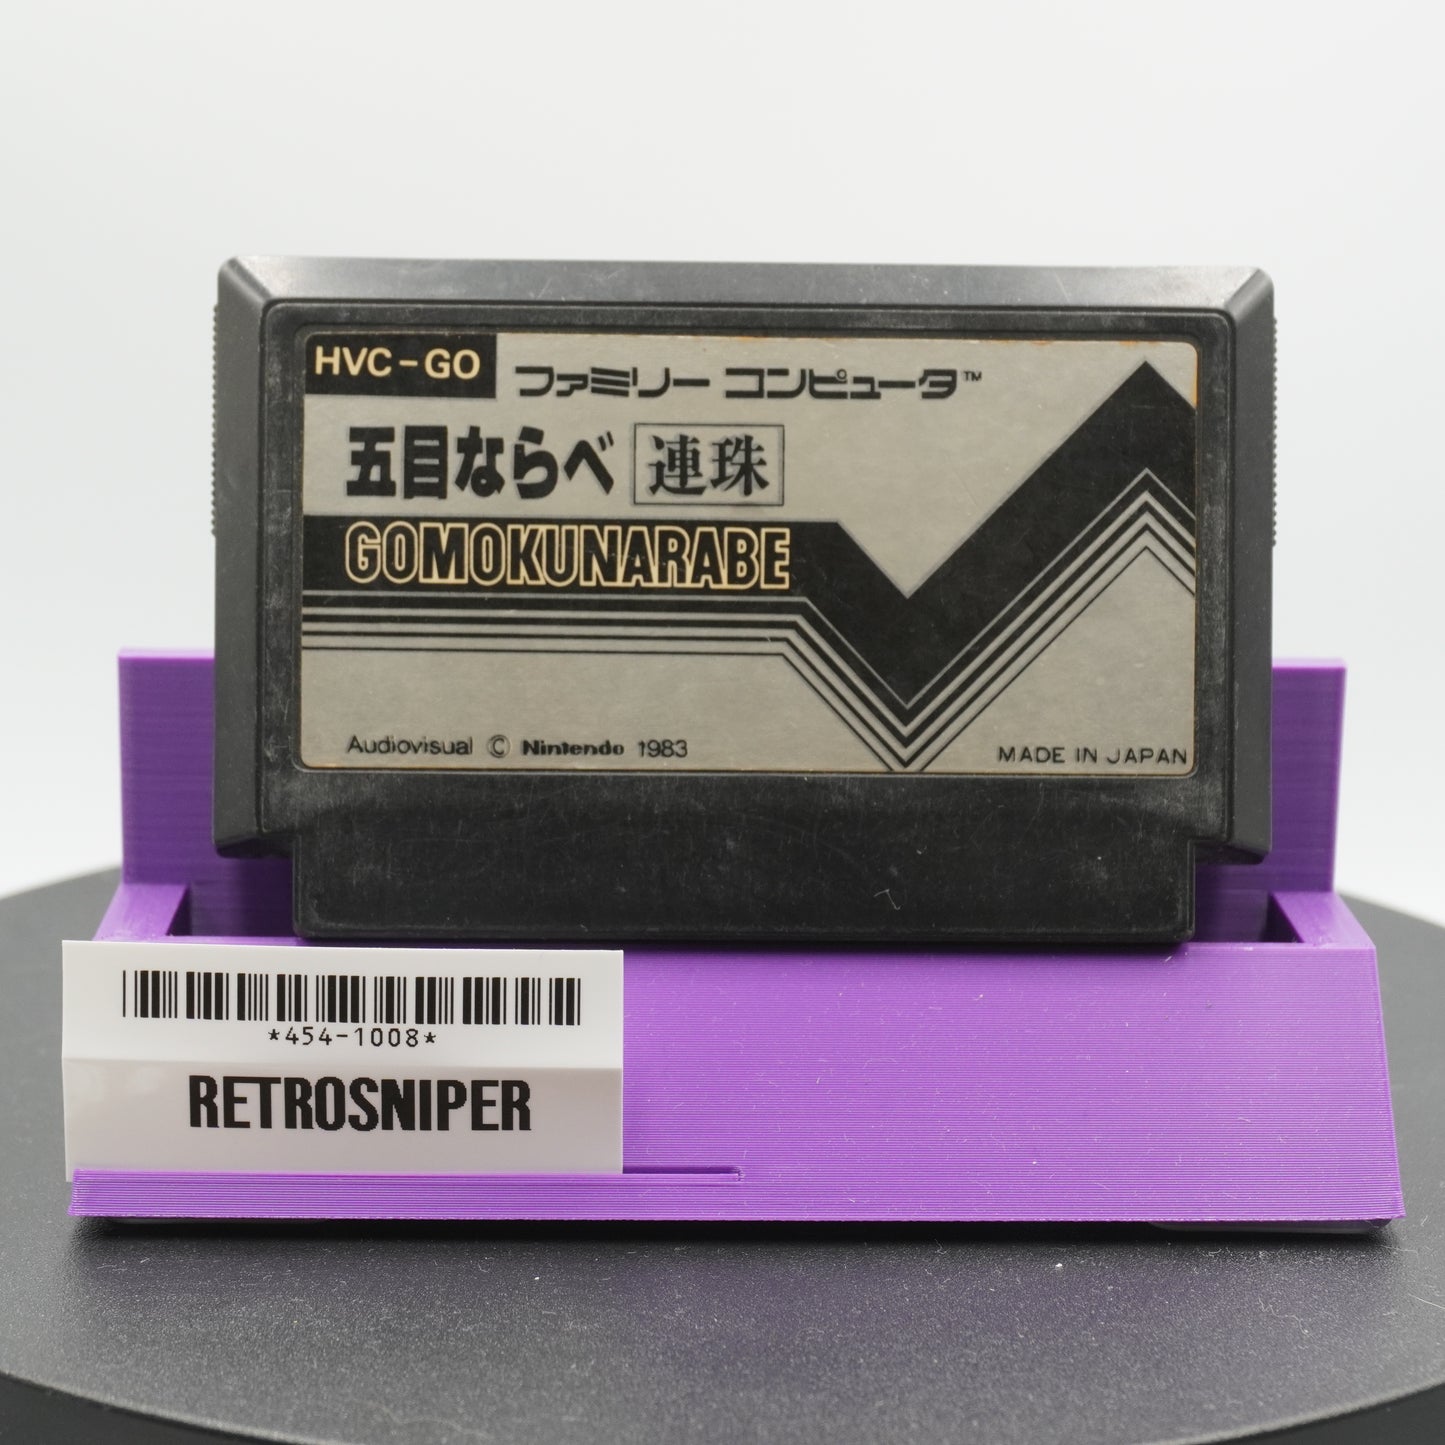 HVC-GO
ファミリー コンピュータ™
五目ならべ 連珠
GOMOKUNARABE
Audiovisual © Nintendo 1983
MADE IN JAPAN
*454-1008*
RETROSNIPER